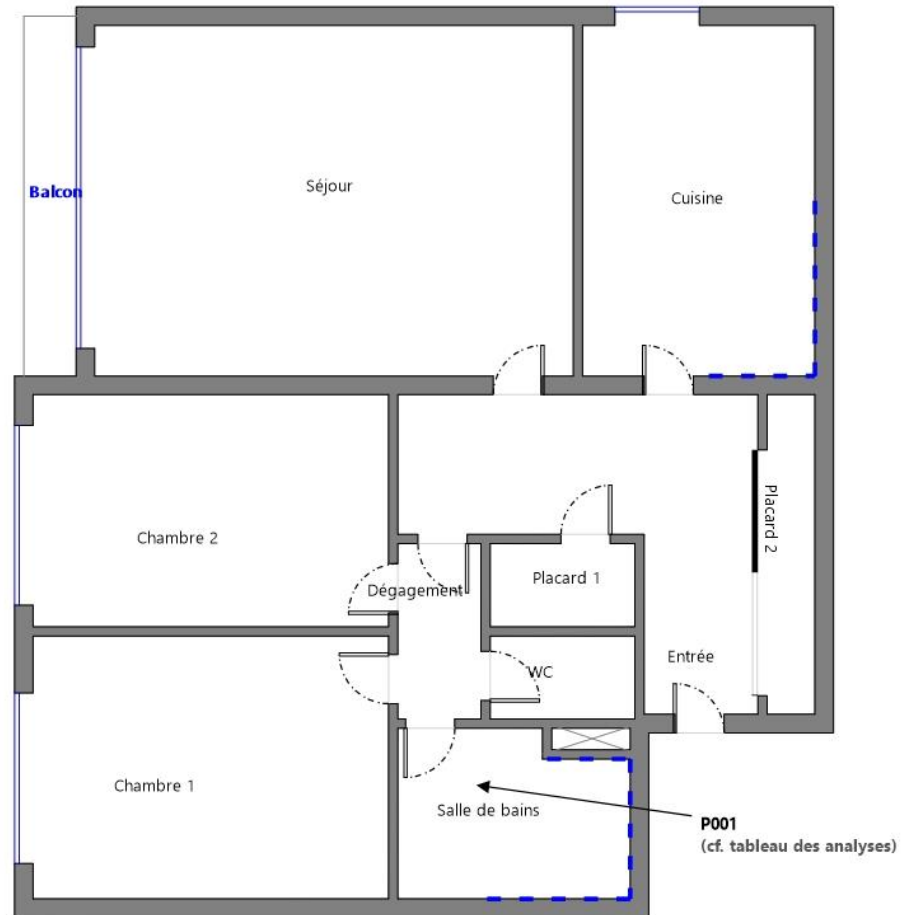 Balcon
Séjour
Cuisine
Placard 2
Chambre 2
Dégagement
Placard 1
Entrée
WC
Chambre 1
Salle de bains
P001
(cf. tableau des analyses)